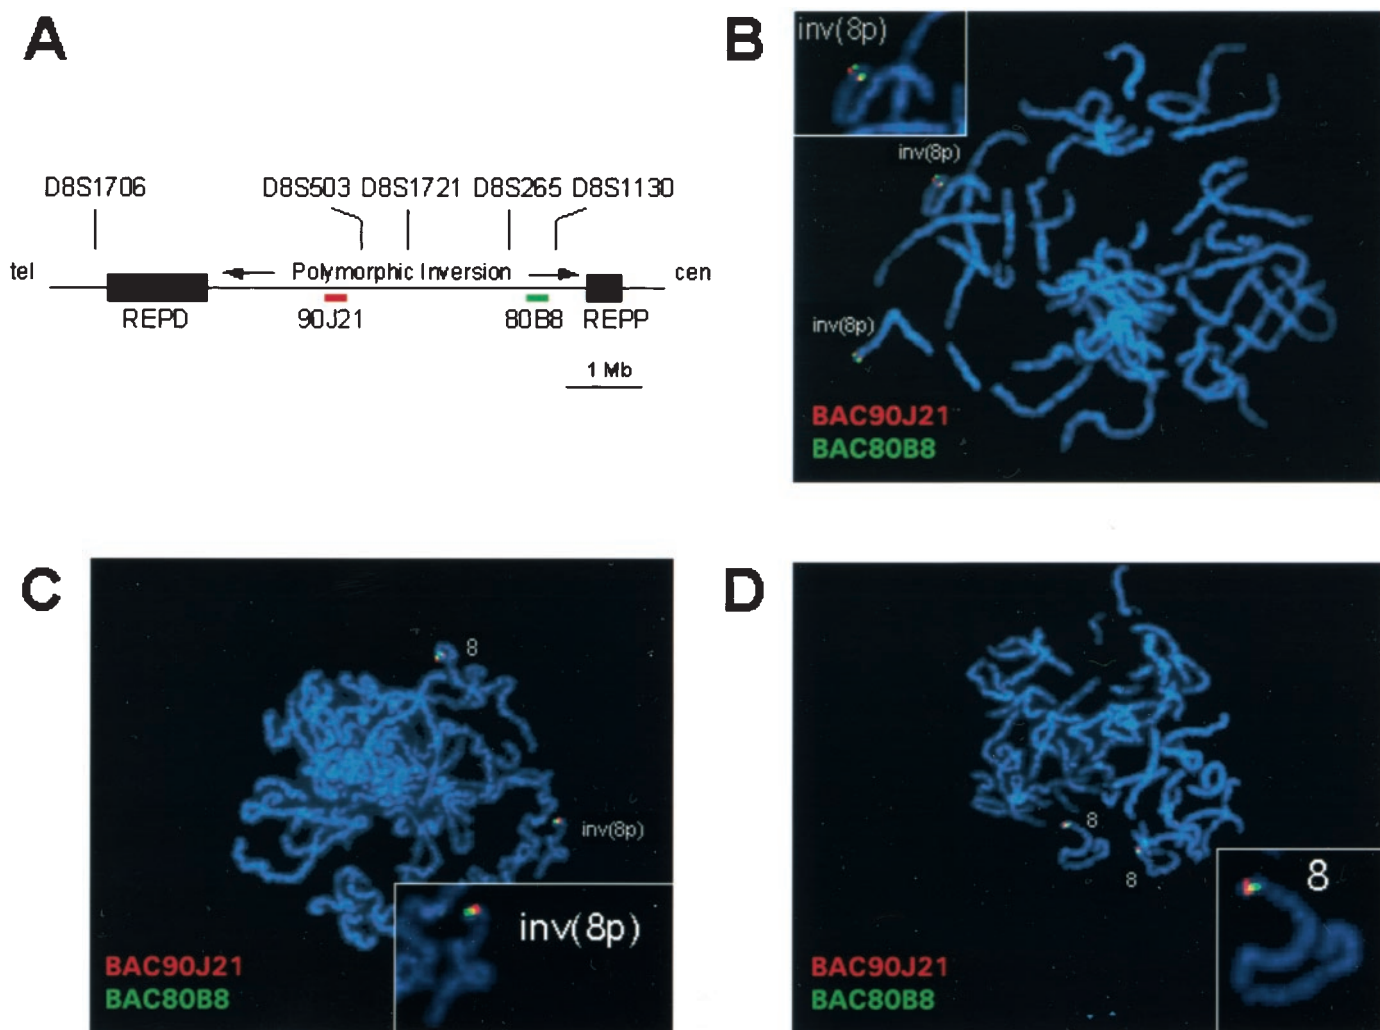 A
D8S1706 D8S503 D8S1721 D8S265 D8S1130
tel Polymorphic Inversion cen
REPD 90J21 80B8 REPP
1 Mb
B
inv(8p)
inv(8p)
inv(8p)
BAC90J21
BAC80B8
C
8
inv(8p)
inv(8p)
BAC90J21
BAC80B8
D
8
8
8
BAC90J21
BAC80B8